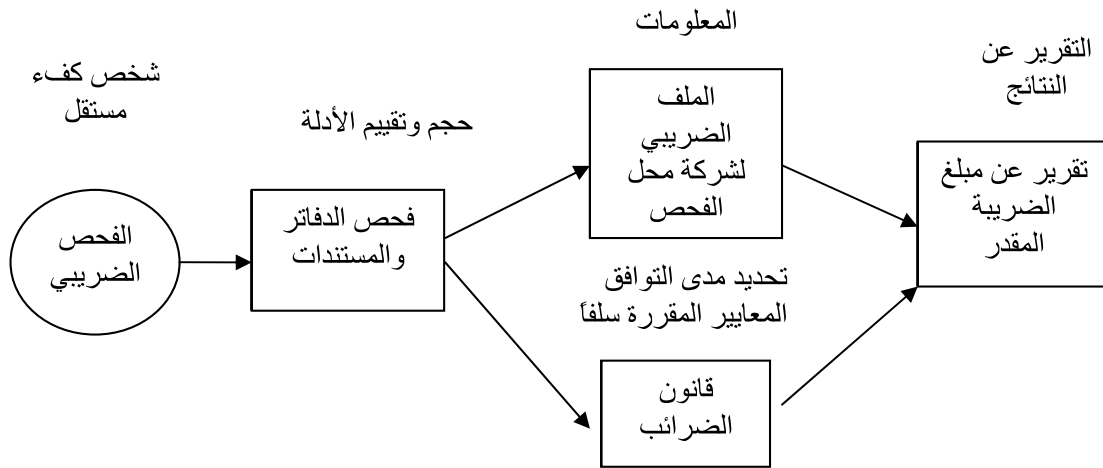 المعلومات
التقرير عن
النتائج
شخص كفء
مستقل
حجم وتقييم الأدلة
الملف
الضريبي
لشركة محل
الفحص
تقرير عن مبلغ
الضريبة
المقدر
فحص الدفاتر
والمستندات
الفحص
الضريبي
تحديد مدى التوافق
المعايير المقررة سلفاً
قانون
الضرائب